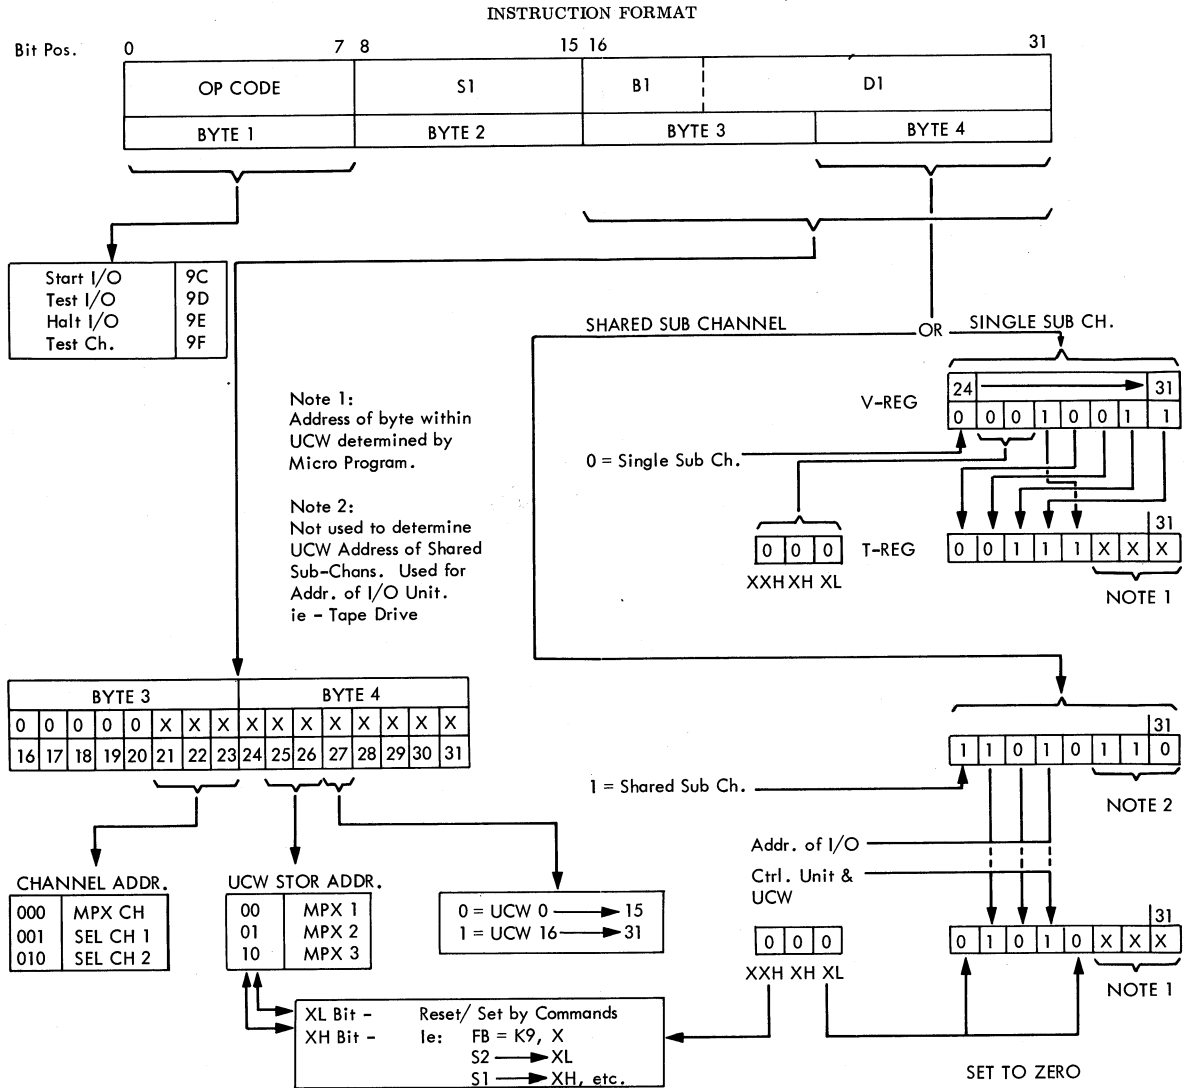 INSTRUCTION FORMAT
Bit Pos. 0 7 8 15 16 31
OP CODE S1 B1 D1
BYTE 1 BYTE 2 BYTE 3 BYTE 4
Start I/O 9C
Test I/O 9D
Halt I/O 9E
Test Ch. 9F
SHARED SUB CHANNEL OR SINGLE SUB CH.
Note 1:
Address of byte within
UCW determined by
Micro Program.
Note 2:
Not used to determine
UCW Address of Shared
Sub-Chans. Used for
Addr. of I/O Unit.
ie - Tape Drive
24 31
V-REG
0 0 0 1 0 0 1 1
0 = Single Sub Ch.
31
0 0 0 T-REG 0 0 1 1 1 X X X
XXH XH XL
NOTE 1
BYTE 3 BYTE 4
0 0 0 0 0 X X X X X X X X X X X
16 17 18 19 20 21 22 23 24 25 26 27 28 29 30 31
31
1 1 0 1 0 1 1 0
1 = Shared Sub Ch.
NOTE 2
Addr. of I/O
Ctrl. Unit &
UCW
CHANNEL ADDR.
000 MPX CH
001 SEL CH 1
010 SEL CH 2
UCW STOR ADDR.
00 MPX 1
01 MPX 2
10 MPX 3
0 = UCW 0 15
1 = UCW 16 31
31
0 0 0 0 1 0 1 0 X X X
XXH XH XL
NOTE 1
XL Bit - Reset/ Set by Commands
XH Bit - Ie: FB = K9, X
S2 XL
S1 XH, etc.
SET TO ZERO